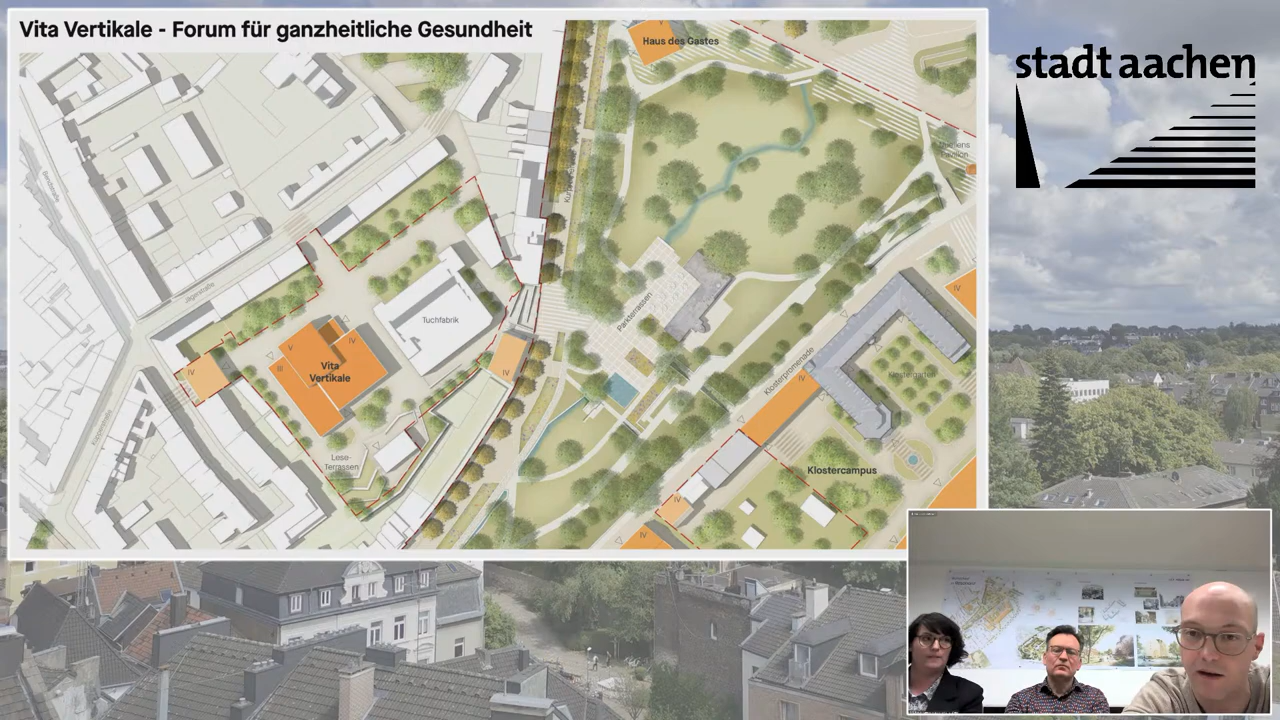 Vita Vertikale - Forum für ganzheitliche Gesundheit
stadt aachen
Haus des Gastes
Jägerstraße
Tuchfabrik
Parkterrassen
Klosterpromenade
Klostergarten
Klostercampus
Vita
Vertikale
Lese-
Terrassen
V
IV
III
IV
IV
IV
IV
IV
IV
V